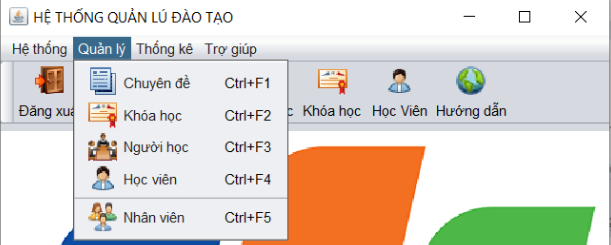 HỆ THỐNG QUẢN LÚ ĐÀO TẠO
Hệ thống Quản lý Thống kê Trợ giúp
Chuyên đề Ctrl+F1
Khóa học Ctrl+F2
Người học Ctrl+F3
Học viên Ctrl+F4
Nhân viên Ctrl+F5
Đăng Khóa học Học Viên Hướng dẫn